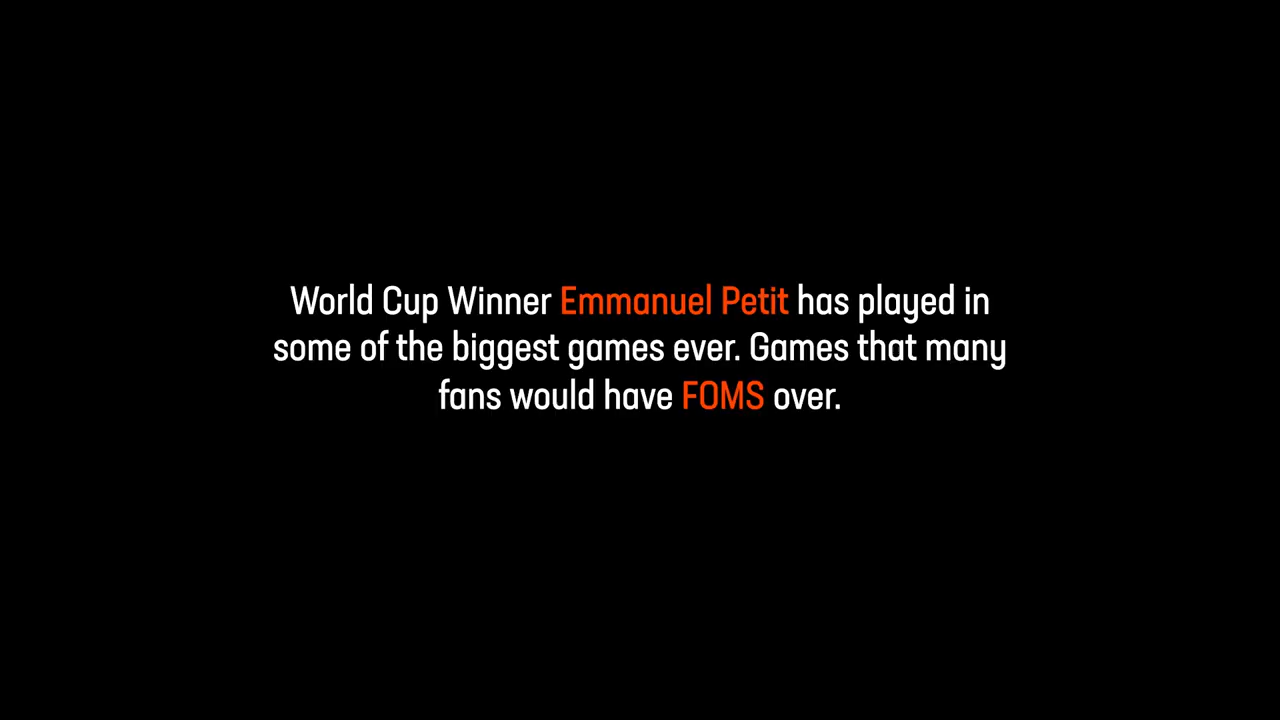 World Cup Winner Emmanuel Petit has played in
some of the biggest games ever. Games that many
fans would have FOMS over.